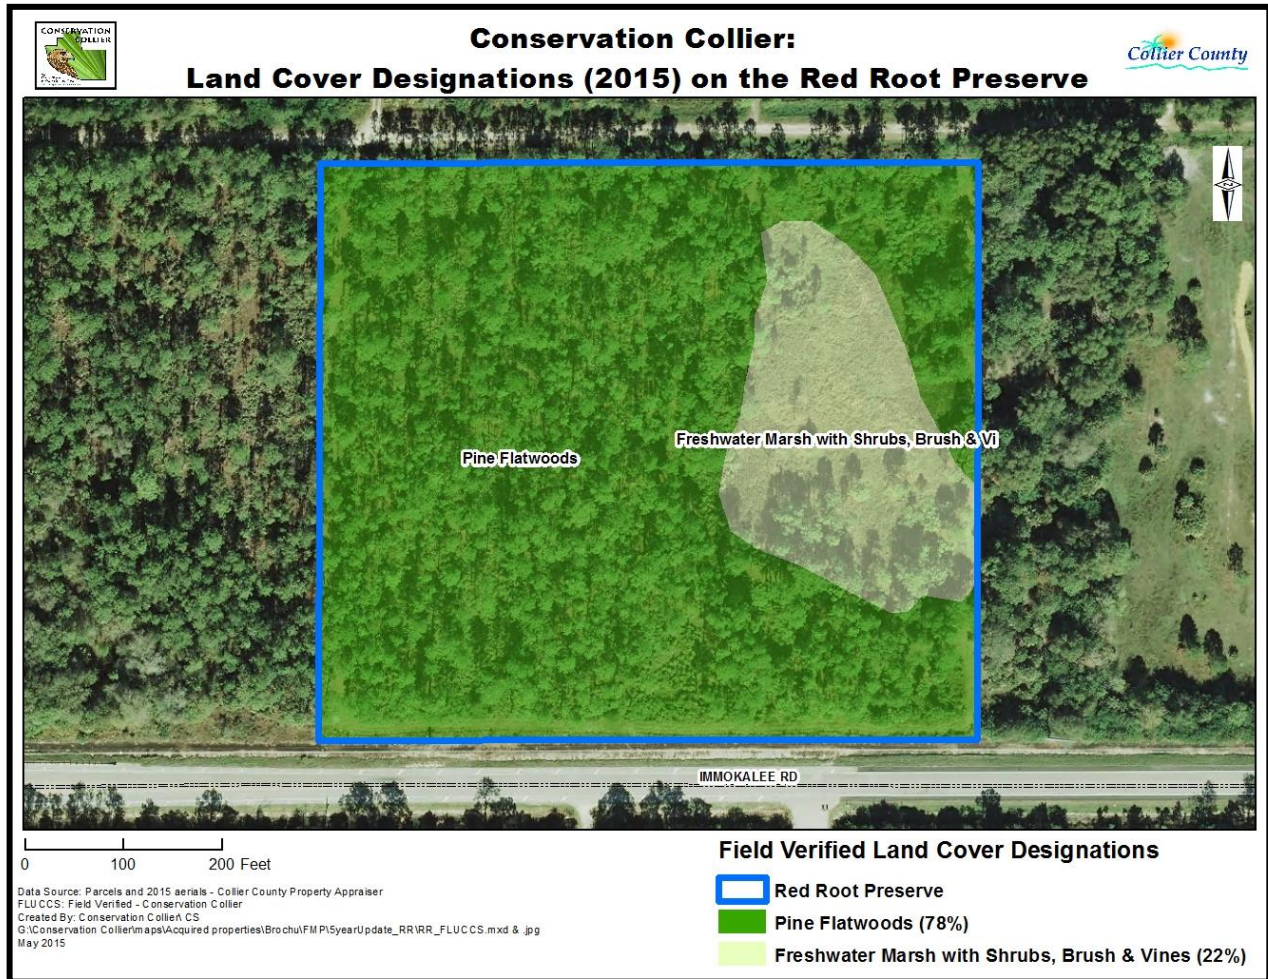 CONSERVATION
COLLIER
Conservation Collier:
Land Cover Designations (2015) on the Red Root Preserve
Collier County
N
Freshwater Marsh with Shrubs, Brush & Vi
Pine Flatwoods
IMMOKALEE RD
0 100 200 Feet
Data Source: Parcels and 2015 aerials - Collier County Property Appraiser
FLUCCS: Field Verified - Conservation Collier
Created By: Conservation Collier\ CS
G:\Conservation Collier\maps\Acquired properties\Brochu\FMP\5yearUpdate_RR\RR_FLUCCS.mxd & .jpg
May 2015
Field Verified Land Cover Designations
Red Root Preserve
Pine Flatwoods (78%)
Freshwater Marsh with Shrubs, Brush & Vines (22%)